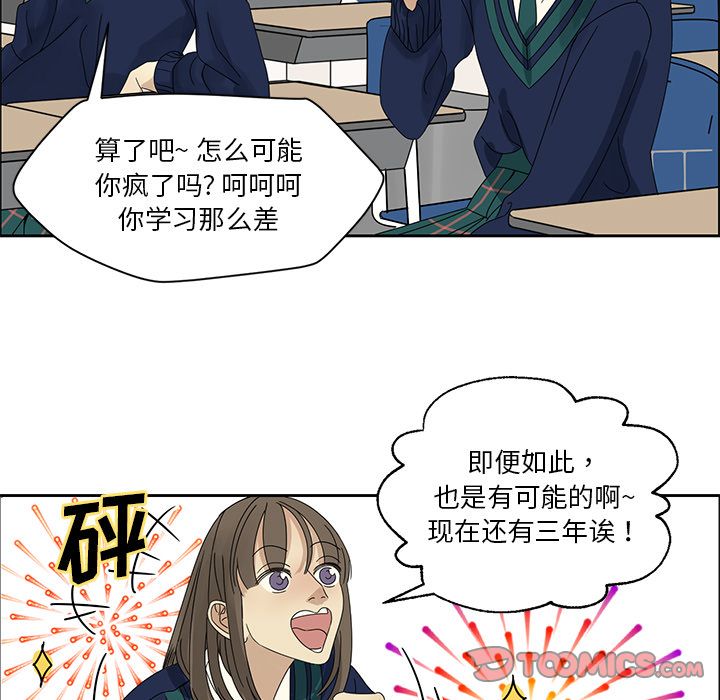 算了吧~ 怎么可能
你疯了吗? 呵呵呵
你学习那么差
即便如此，
也是有可能的啊~
现在还有三年诶！
砰
TOOMICS.COM